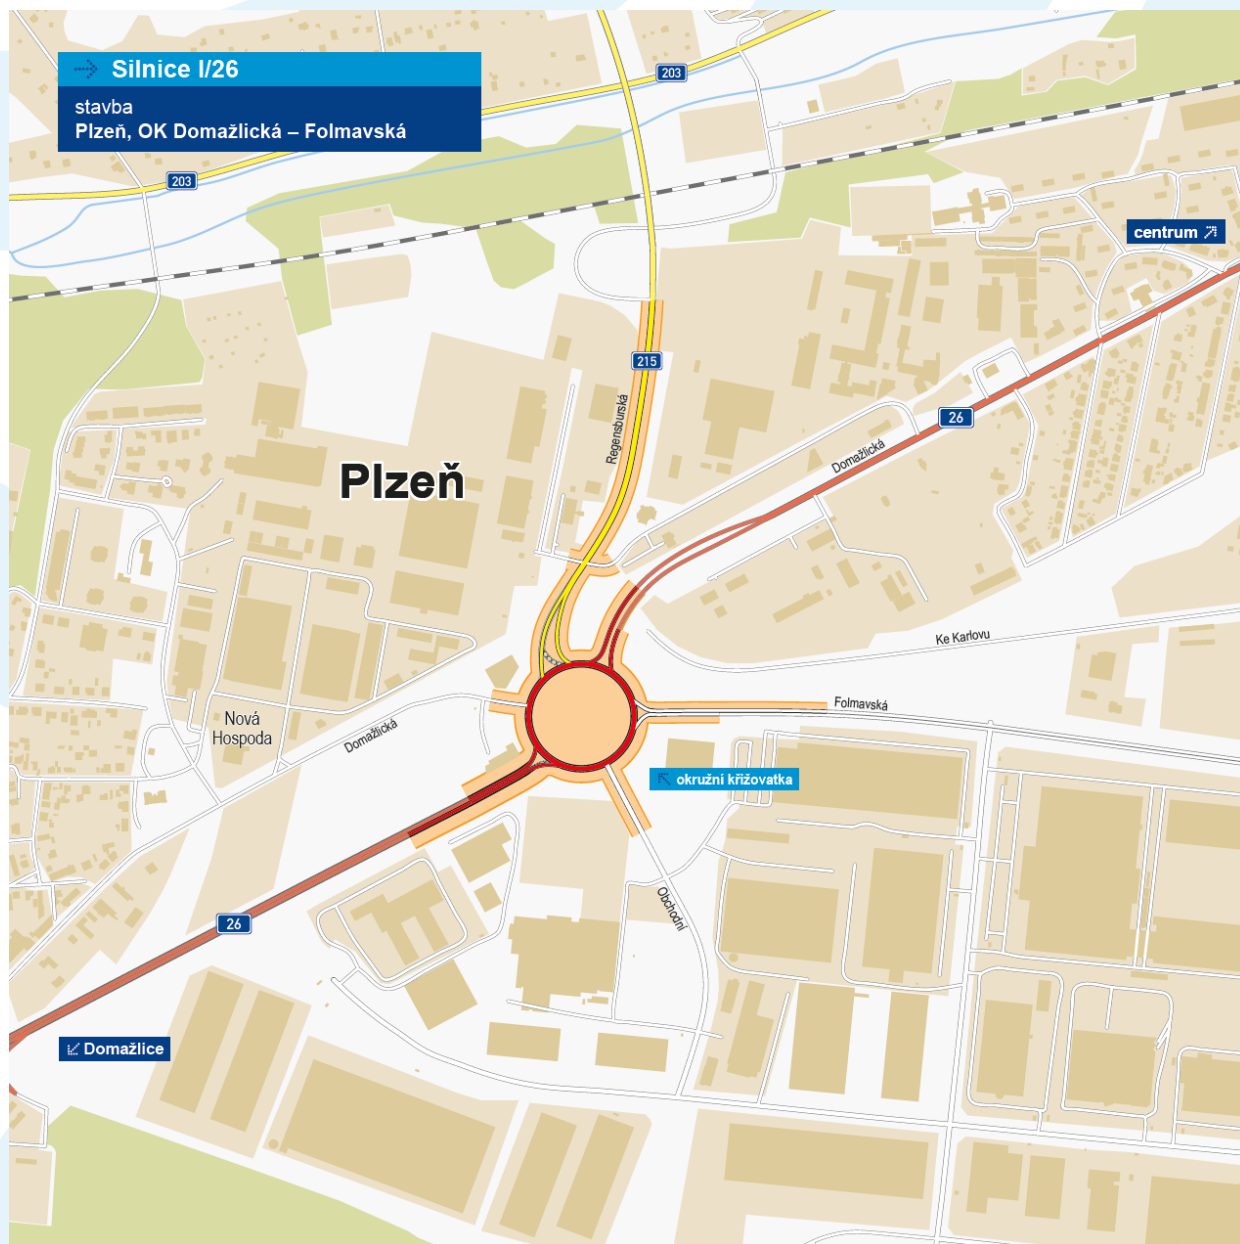 Silnice I/26
stavba
Plzeň, OK Domažlická – Folmavská
203
203
centrum
215
26
Regensburská
Domažlická
Plzeň
Ke Karlovu
Folmavská
Nová
Hospoda
Domažlická
okružní křižovatka
Obchodní
26
Domažlice